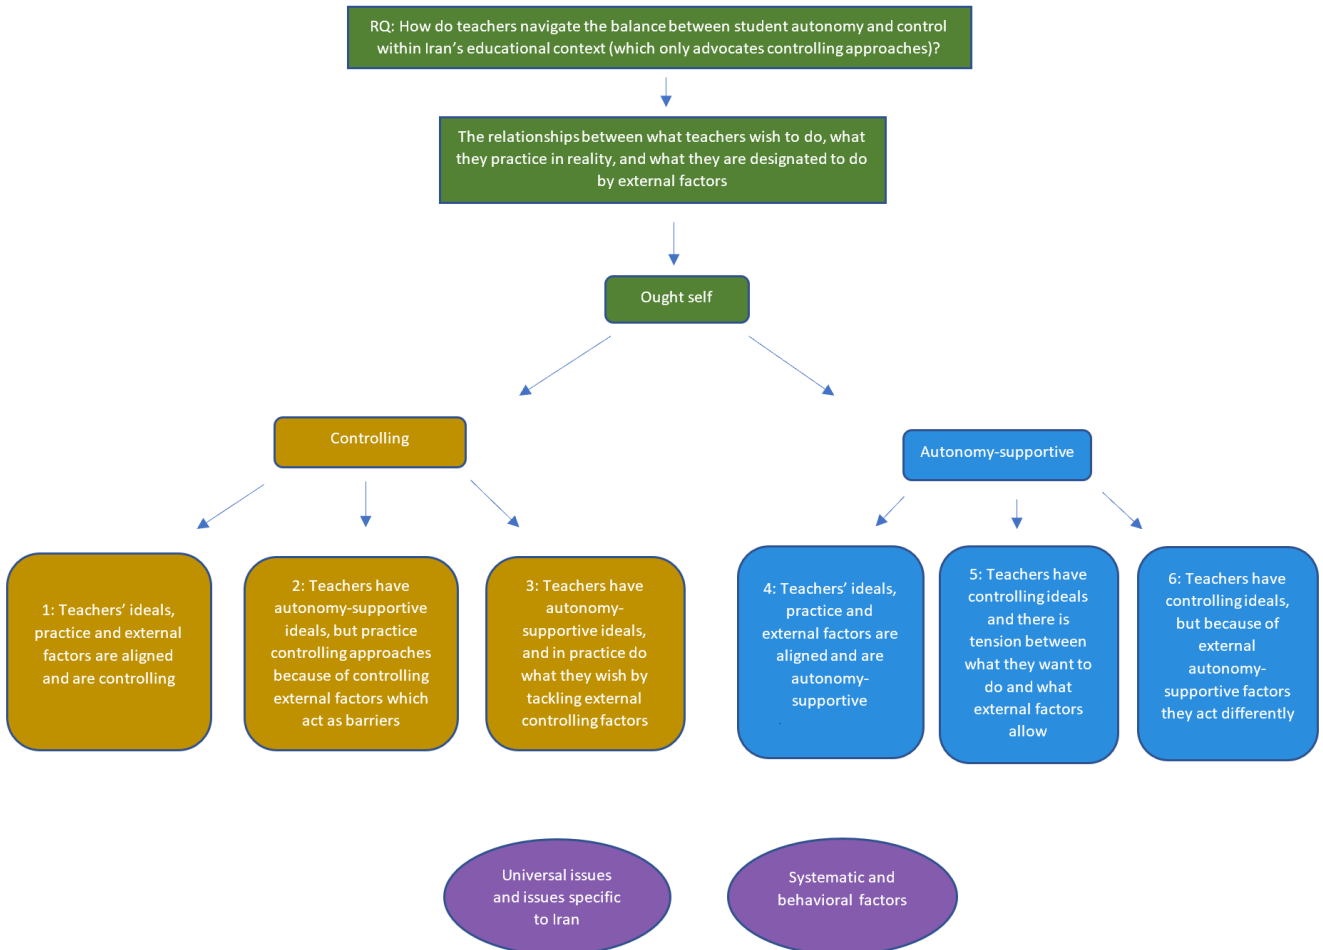 RQ: How do teachers navigate the balance between student autonomy and control
within Iran's educational context (which only advocates controlling approaches)?
The relationships between what teachers wish to do, what
they practice in reality, and what they are designated to do
by external factors
Ought self
Controlling
Autonomy-supportive
1: Teachers' ideals,
practice and external
factors are aligned
and are controlling
2: Teachers have
autonomy-supportive
ideals, but practice
controlling approaches
because of controlling
external factors which
act as barriers
3: Teachers have
autonomy-
supportive ideals,
and in practice do
what they wish by
tackling external
controlling factors
4: Teachers' ideals,
practice and
external factors are
aligned and are
autonomy-
supportive
.
5: Teachers have
controlling ideals
and there is
tension between
what they want to
do and what
external factors
allow
6: Teachers have
controlling ideals,
but because of
external
autonomy-
supportive factors
they act differently
Universal issues
and issues specific
to Iran
Systematic and
behavioral factors